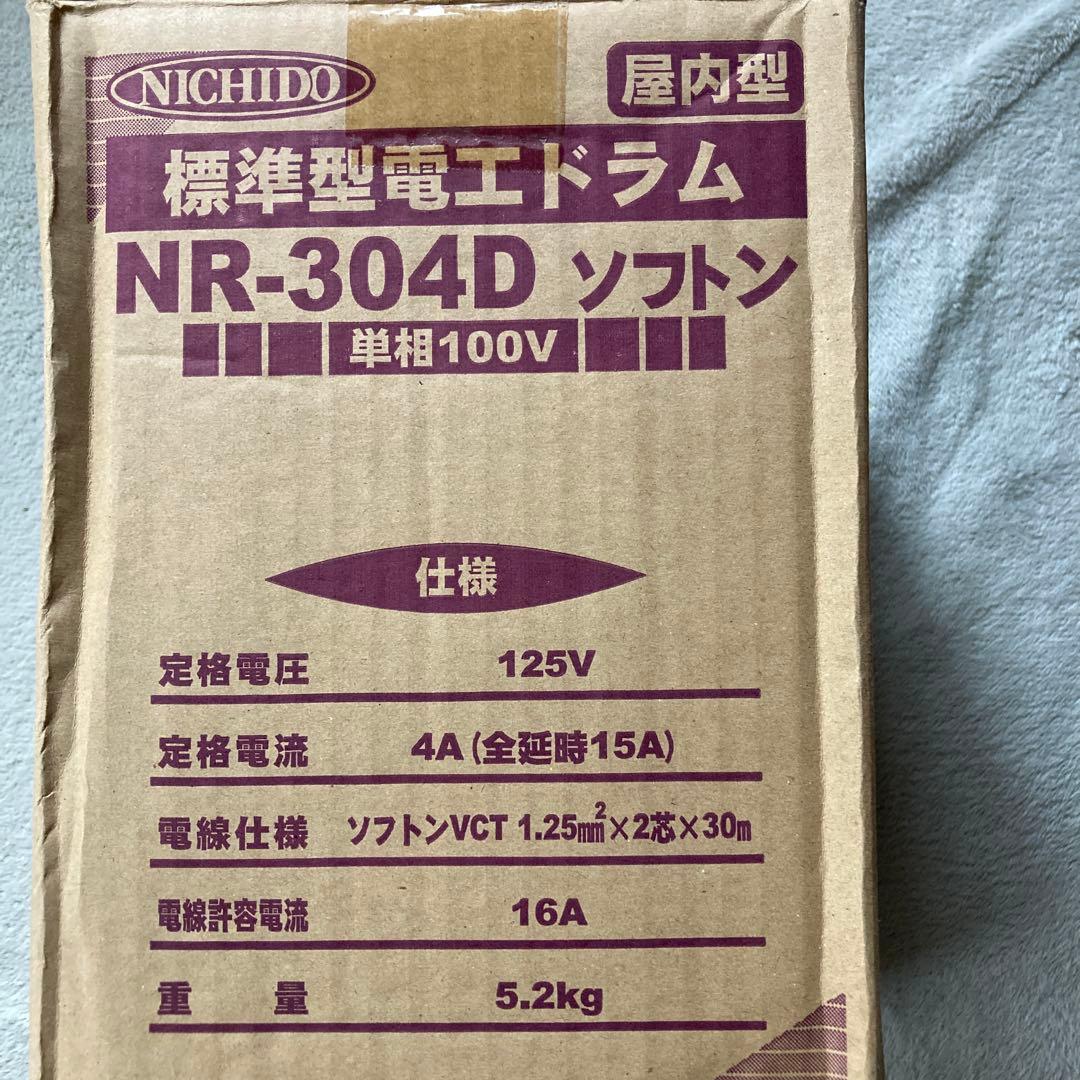 NICHIDO
屋内型
標準型電工ドラム
NR-304D ソフトン
単相100V
仕様
定格電圧 125V
定格電流 4A(全延時15A)
電線仕様 ソフトンVCT 1.25㎟×2芯×30m
電線許容電流 16A
重量 5.2kg